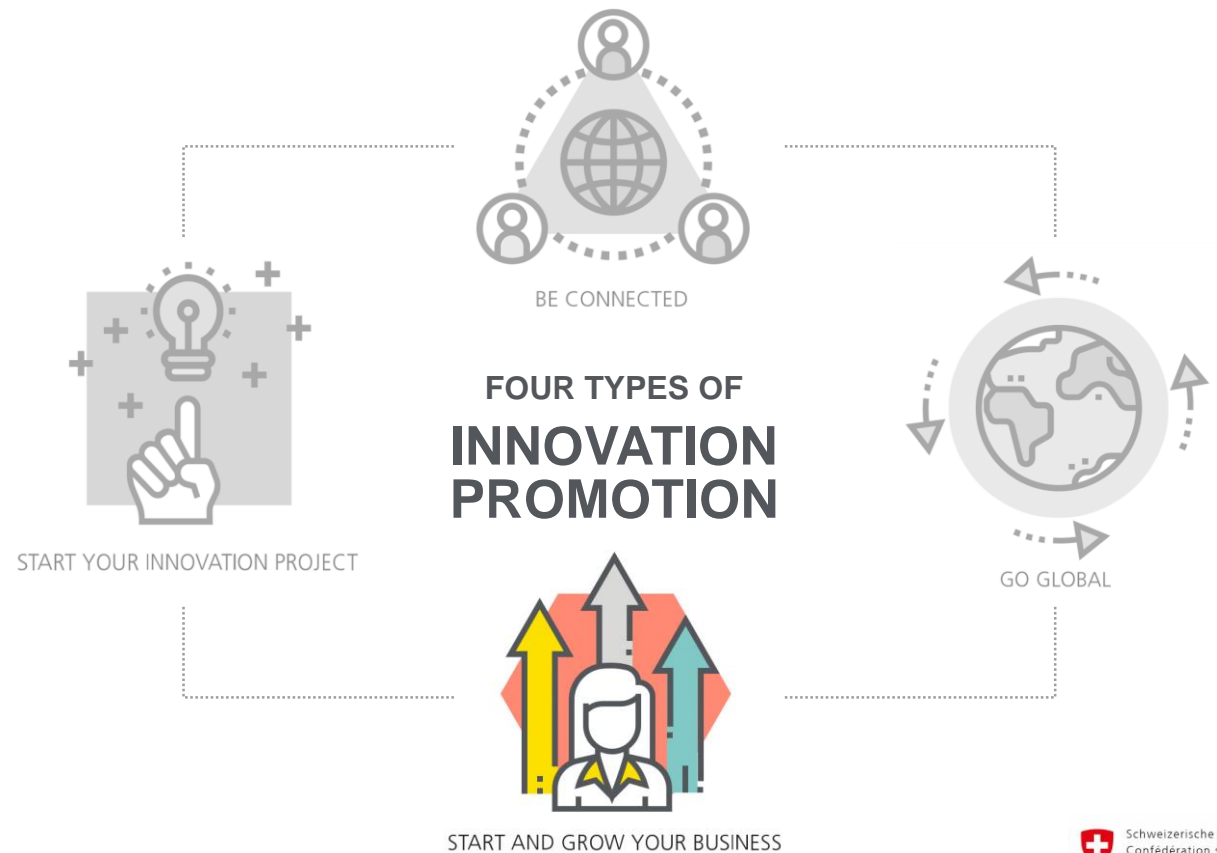 BE CONNECTED
FOUR TYPES OF
INNOVATION
PROMOTION
START YOUR INNOVATION PROJECT
GO GLOBAL
START AND GROW YOUR BUSINESS
Schweizerische
Confédération